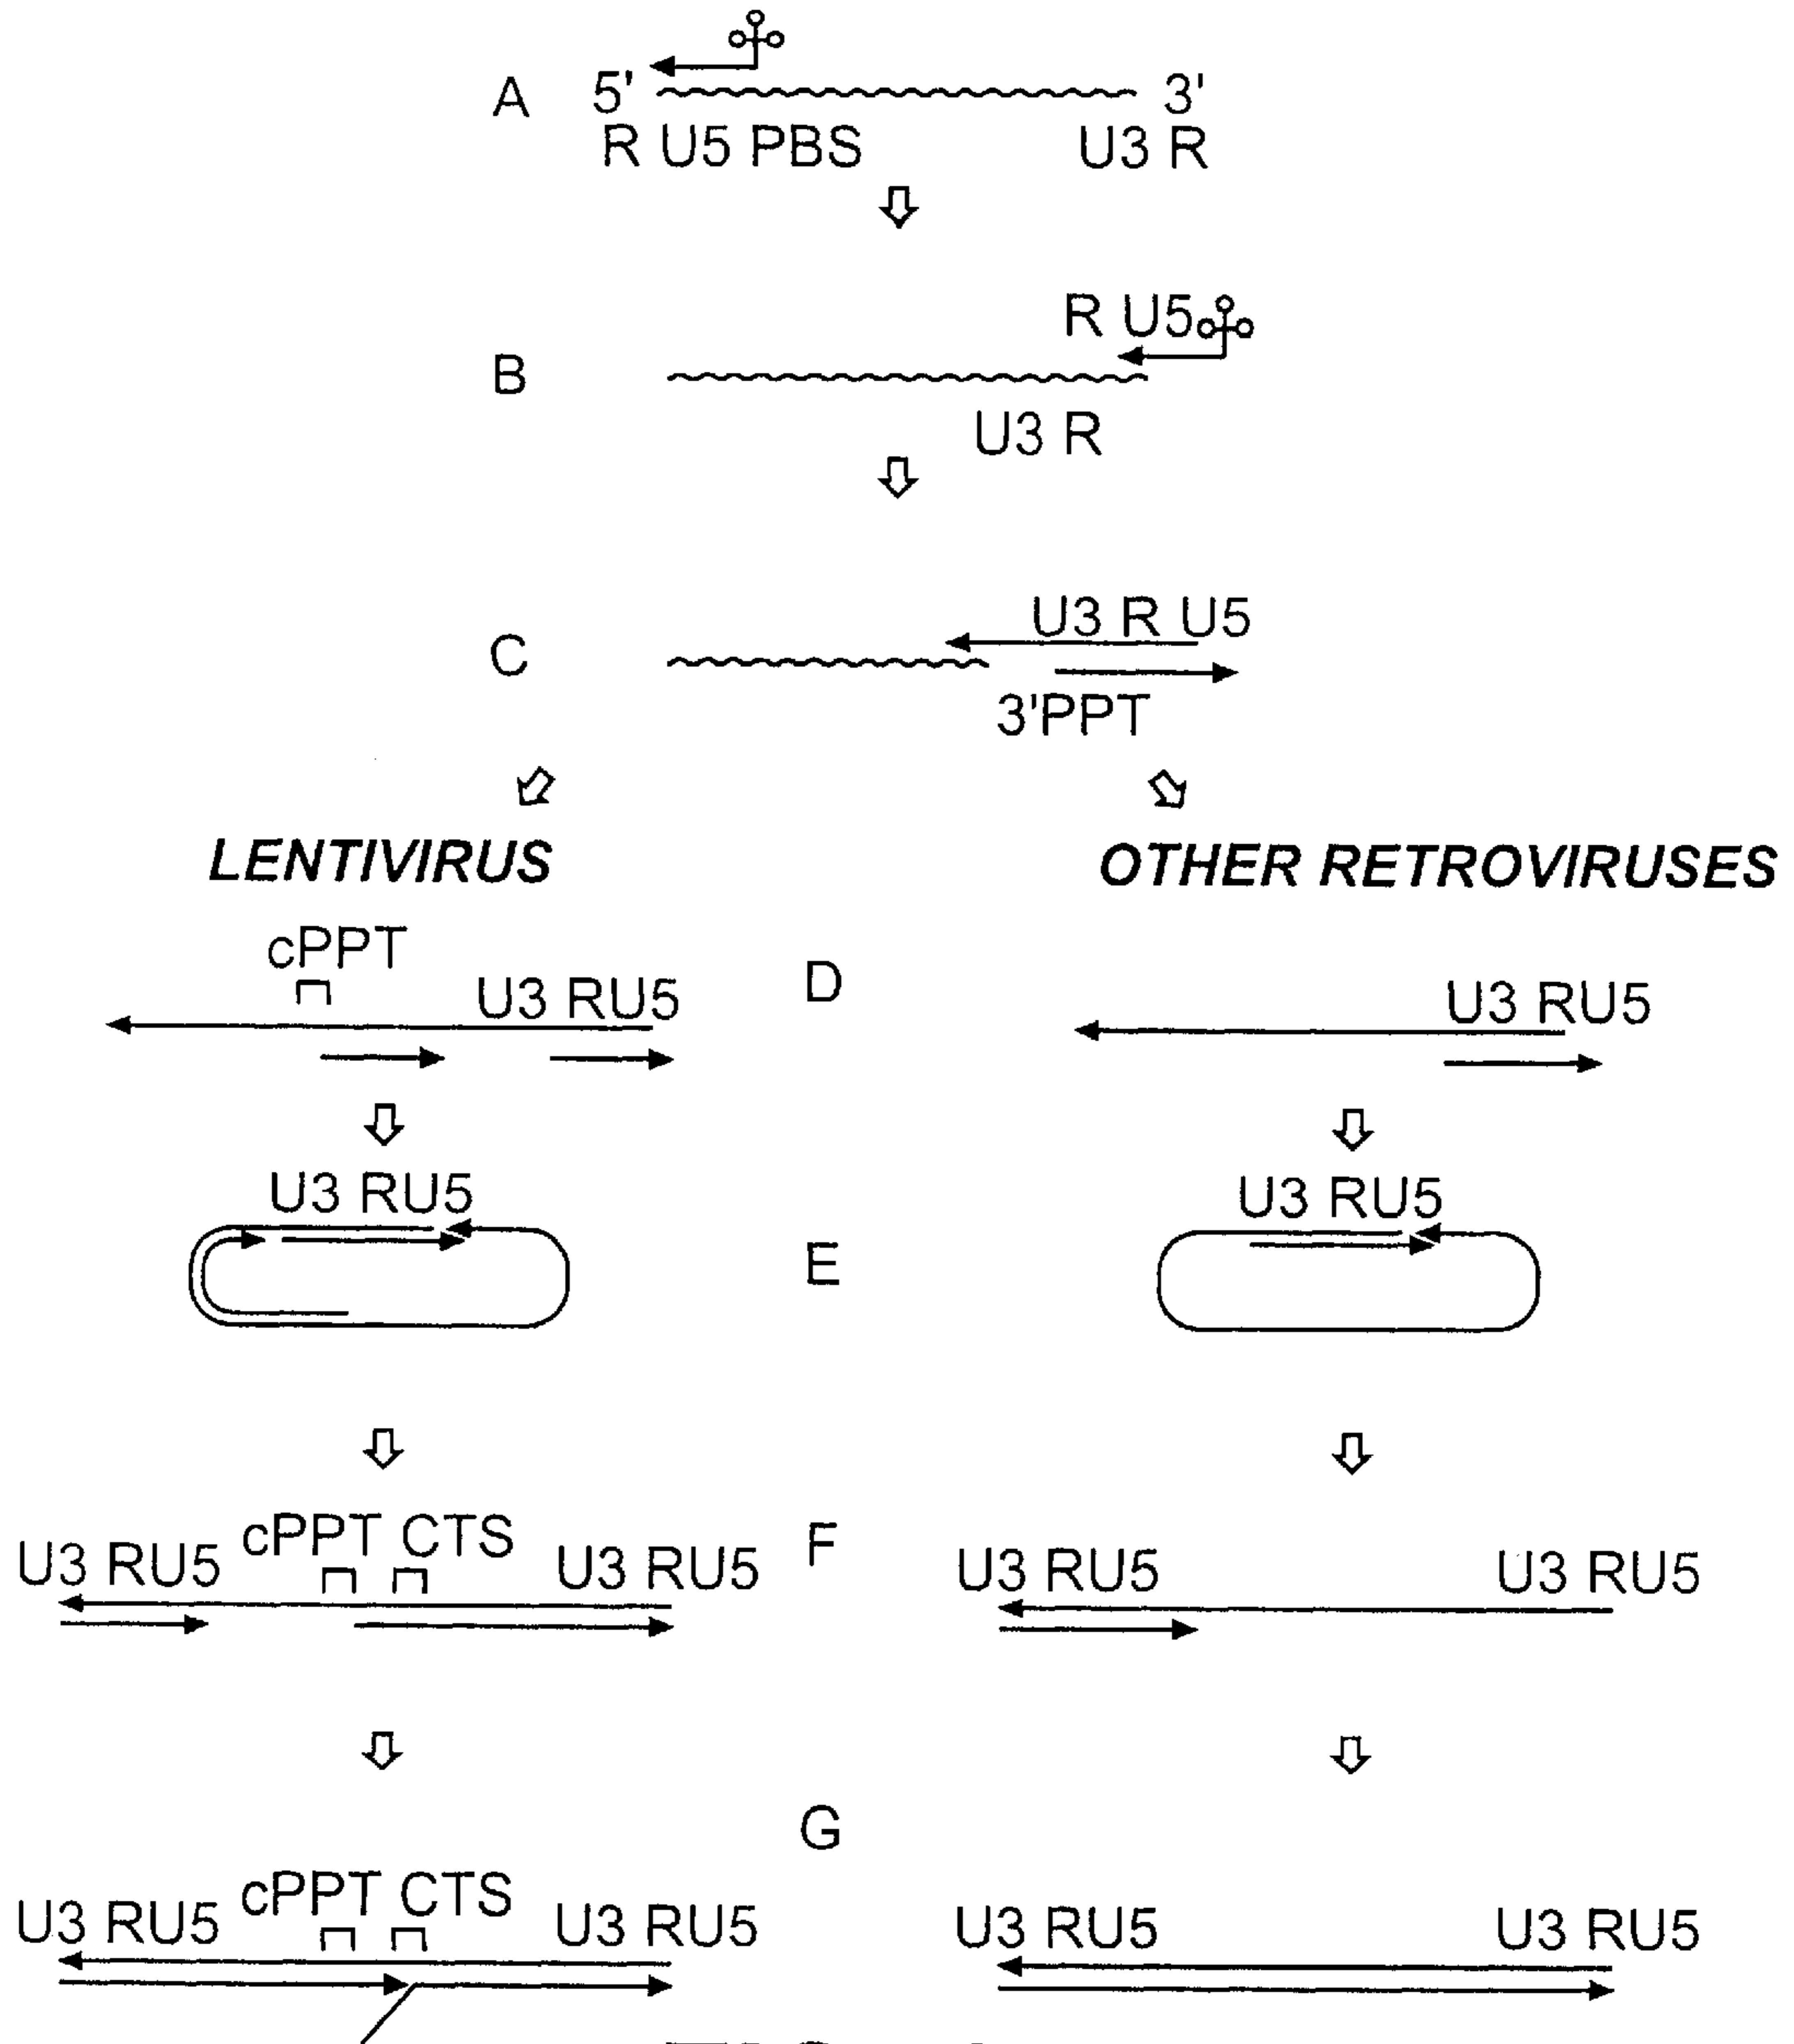 A 5' 3'
R U5 PBS U3 R
R U5
B
U3 R
U3 R U5
C
3'PPT
LENTIVIRUS OTHER RETROVIRUSES
cPPT
D
U3 RU5 U3 RU5
U3 RU5 U3 RU5
E
cPPT CTS F
U3 RU5 U3 RU5 U3 RU5 U3 RU5
G
cPPT CTS
U3 RU5 U3 RU5 U3 RU5 U3 RU5